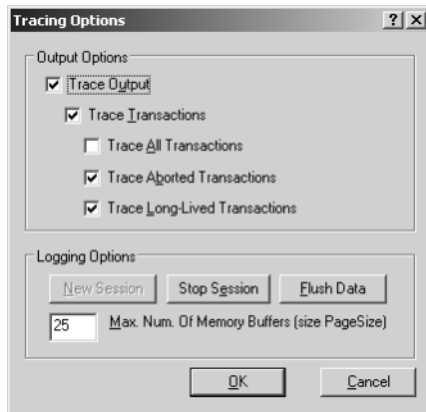 Tracing Options
Output Options
Trace Output
Trace Transactions
Trace All Transactions
Trace Aborted Transactions
Trace Long-Lived Transactions
Logging Options
New Session Stop Session Flush Data
25 Max. Num. Of Memory Buffers (size PageSize)
OK Cancel